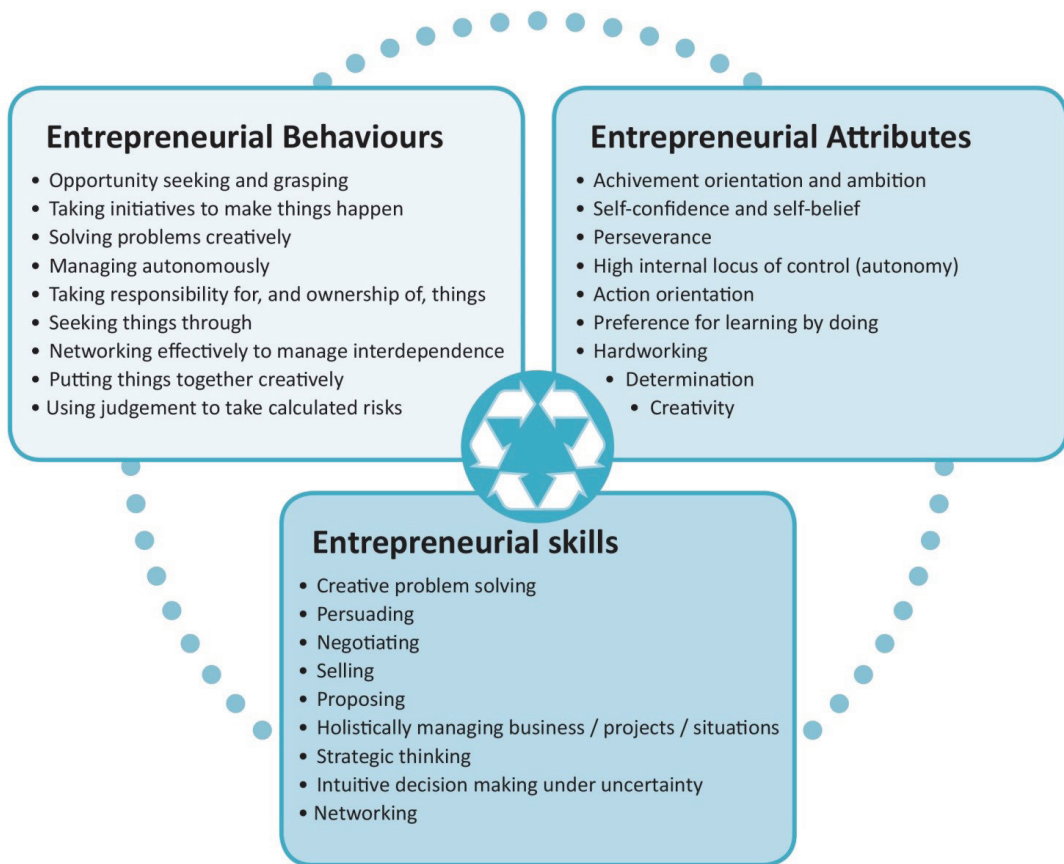 Entrepreneurial Behaviours
• Opportunity seeking and grasping
• Taking initiatives to make things happen
• Solving problems creatively
• Managing autonomously
• Taking responsibility for, and ownership of, things
• Seeking things through
• Networking effectively to manage interdependence
• Putting things together creatively
• Using judgement to take calculated risks
Entrepreneurial Attributes
• Achivement orientation and ambition
• Self-confidence and self-belief
• Perseverance
• High internal locus of control (autonomy)
• Action orientation
• Preference for learning by doing
• Hardworking
• Determination
• Creativity
Entrepreneurial skills
• Creative problem solving
• Persuading
• Negotiating
• Selling
• Proposing
• Holistically managing business / projects / situations
• Strategic thinking
• Intuitive decision making under uncertainty
• Networking